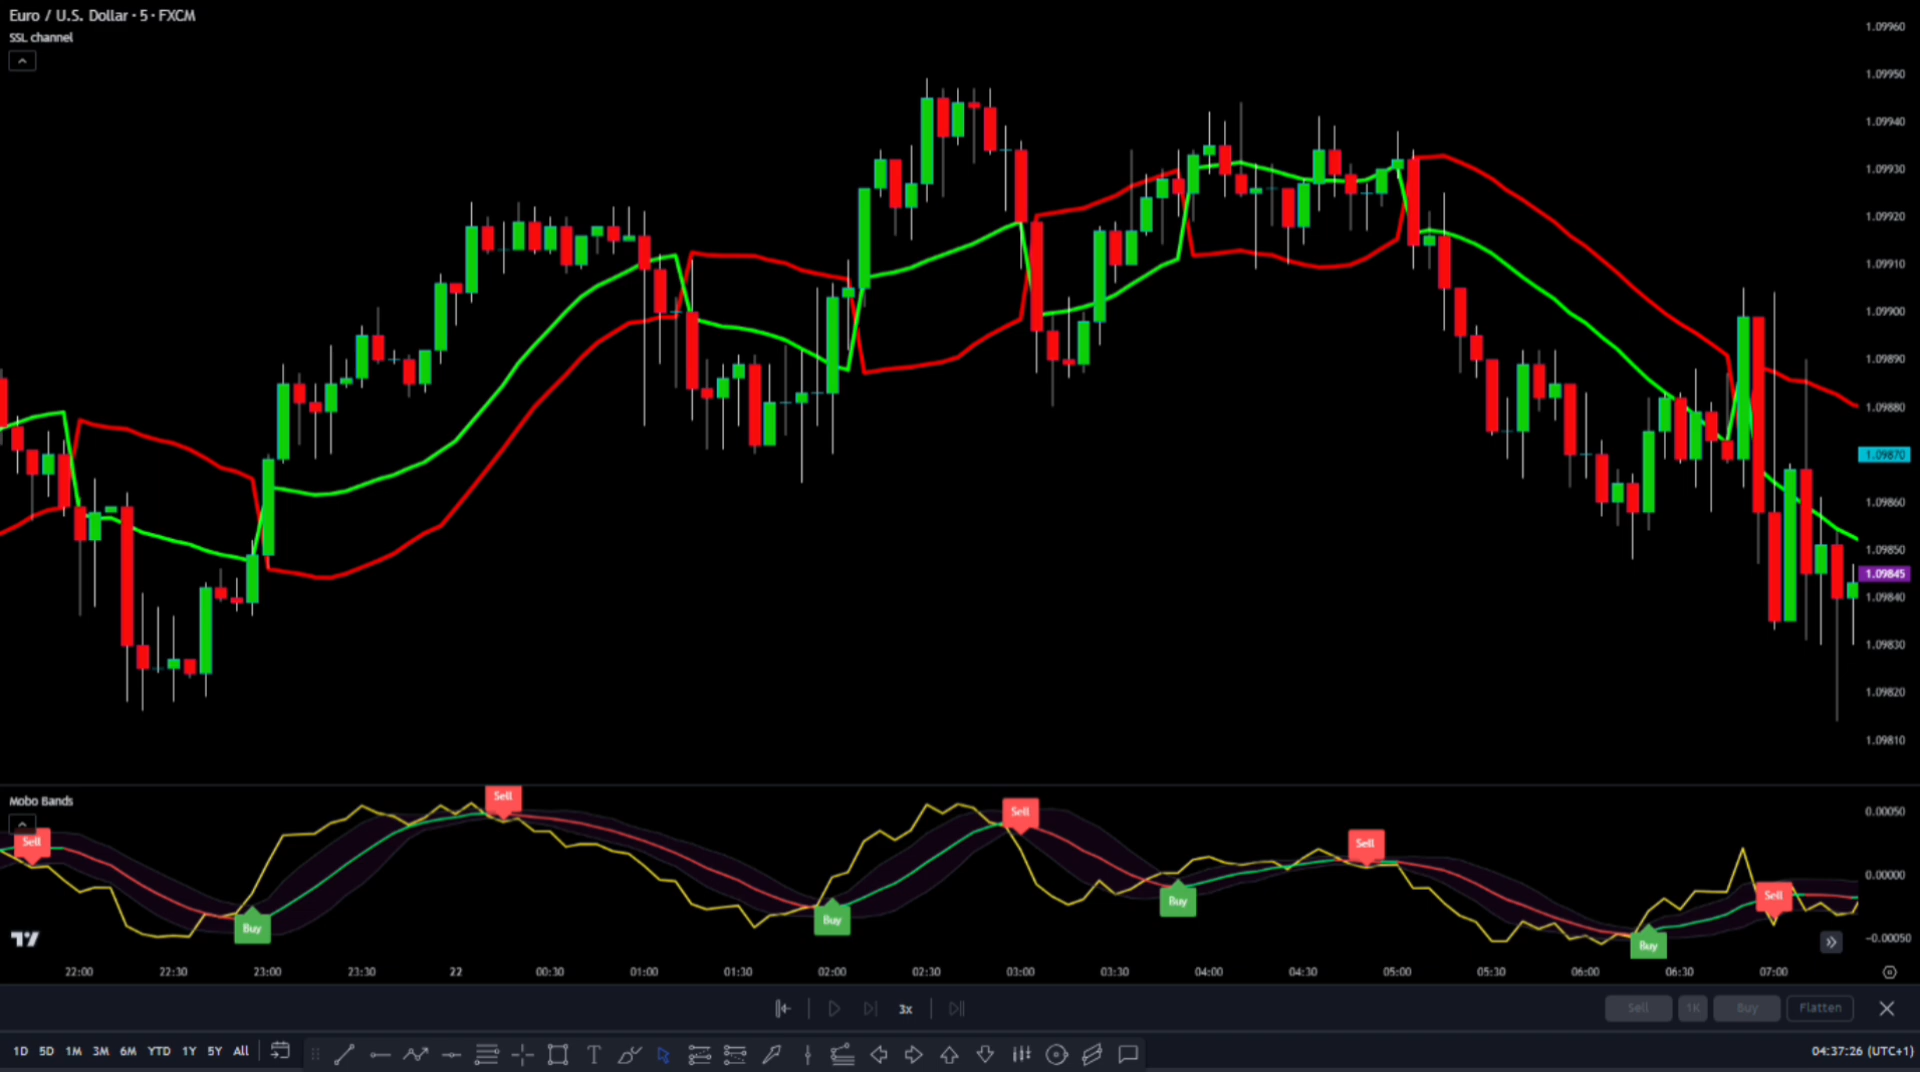 Euro / U.S. Dollar · 5 · FXCM
SSL channel
1.09960
1.09950
1.09940
1.09930
1.09920
1.09910
1.09900
1.09890
1.09880
1.09870
1.09860
1.09850
1.09845
1.09840
1.09830
1.09820
1.09810
Mobo Bands
0.00050
0.00000
−0.00050
Sell
Buy
Sell
Buy
Sell
Buy
Sell
Buy
Sell
22:00 22:30 23:00 23:30 22 00:30 01:00 01:30 02:00 02:30 03:00 03:30 04:00 04:30 05:00 05:30 06:00 06:30 07:00
3x
Sell 1K Buy Flatten
1D 5D 1M 3M 6M YTD 1Y 5Y All
04:37:26 (UTC+1)